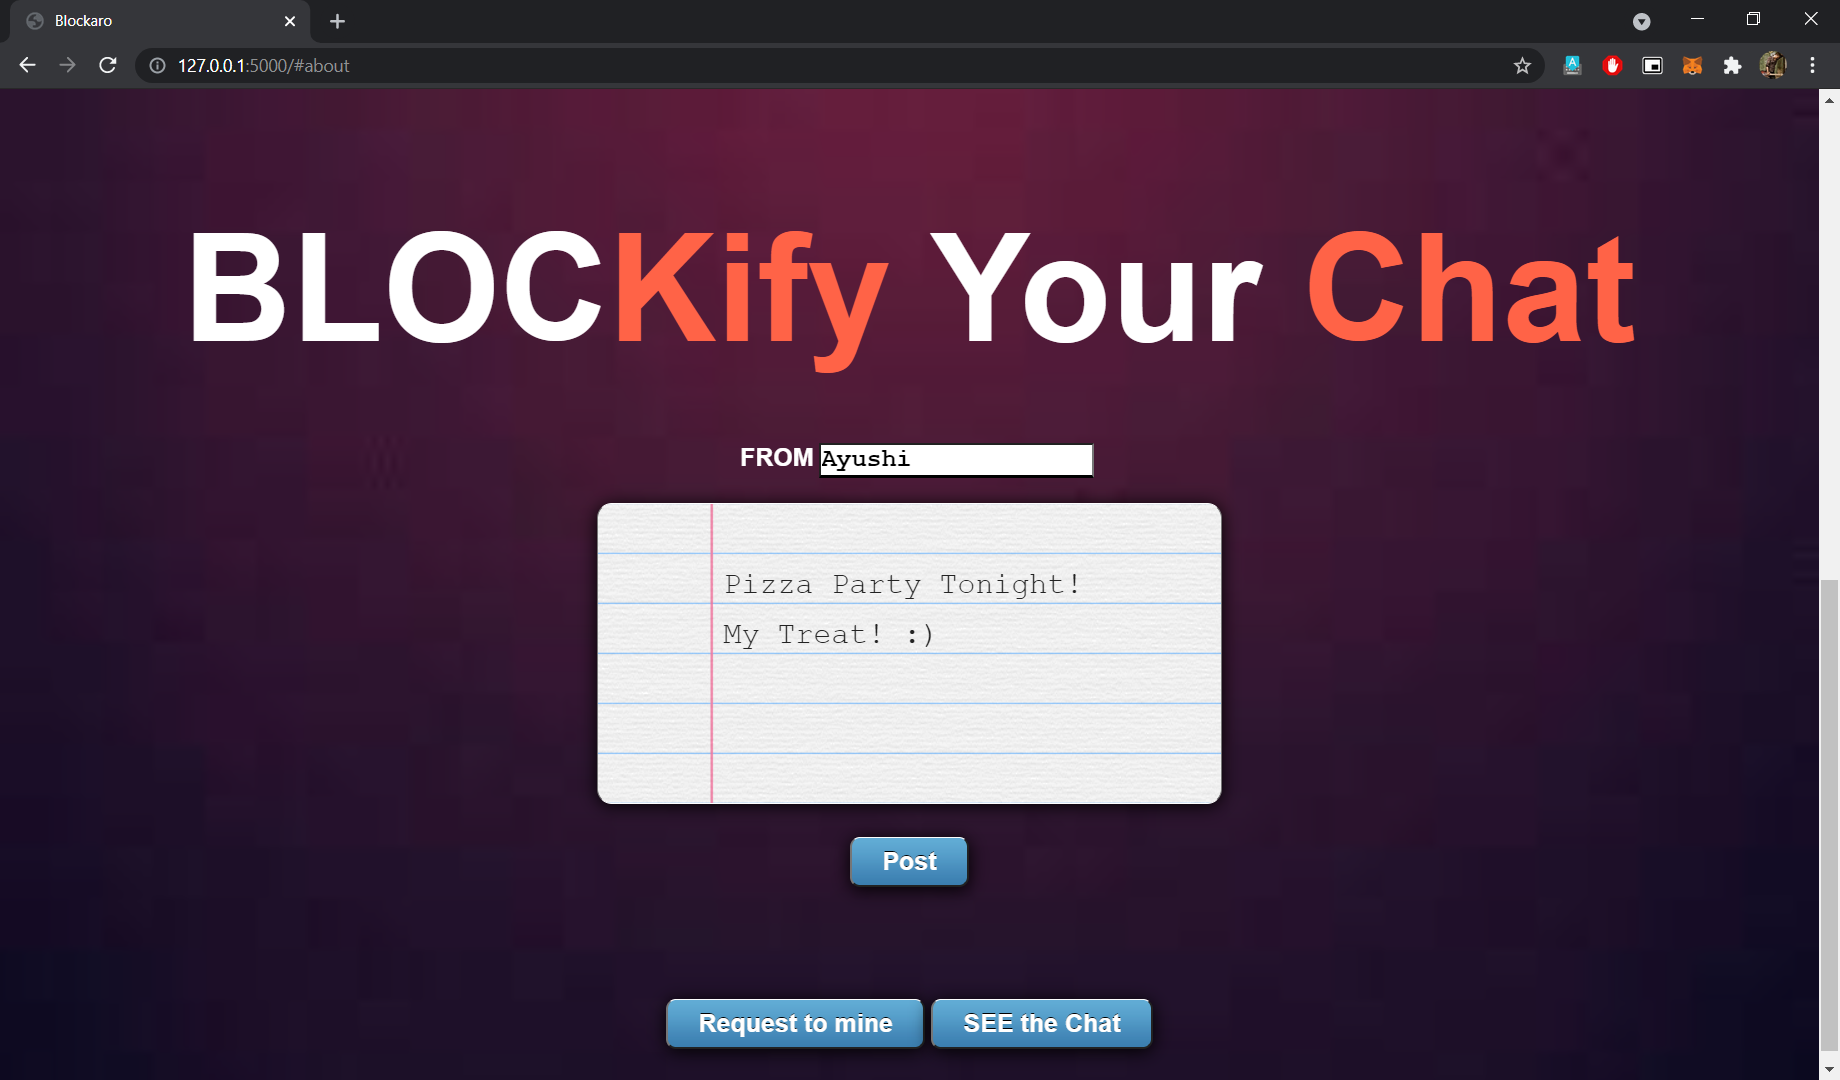 Blockaro
127.0.0.1:5000/#about
BLOCKify Your Chat
FROM Ayushi
Pizza Party Tonight!
My Treat! :)
Post
Request to mine SEE the Chat